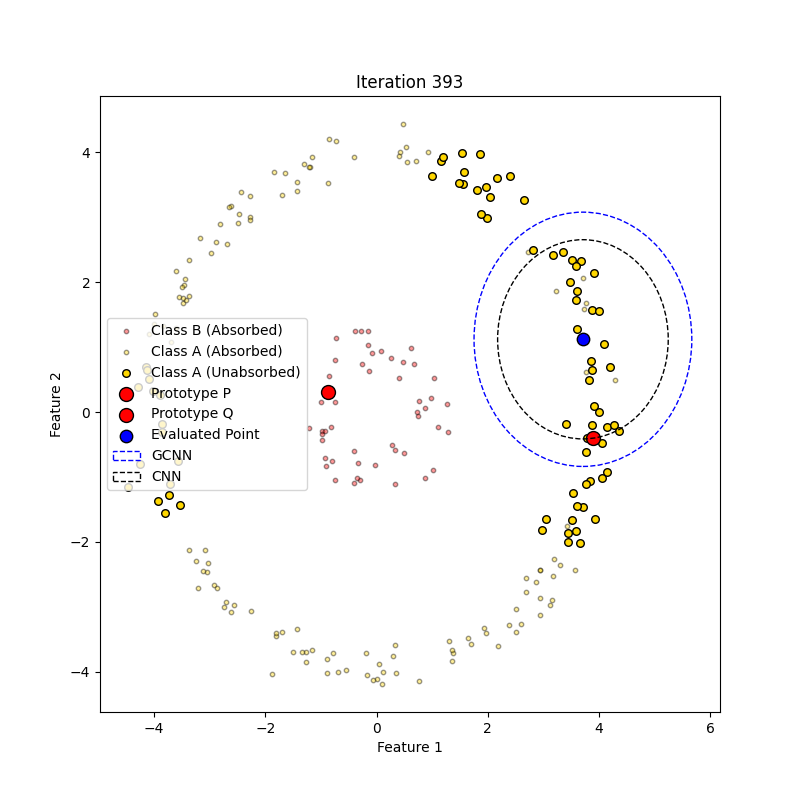 Iteration 393
Feature 2
4
2
0
−2
−4
Class B (Absorbed)
Class A (Absorbed)
Class A (Unabsorbed)
Prototype P
Prototype Q
Evaluated Point
GCNN
CNN
−4 −2 0 2 4 6
Feature 1